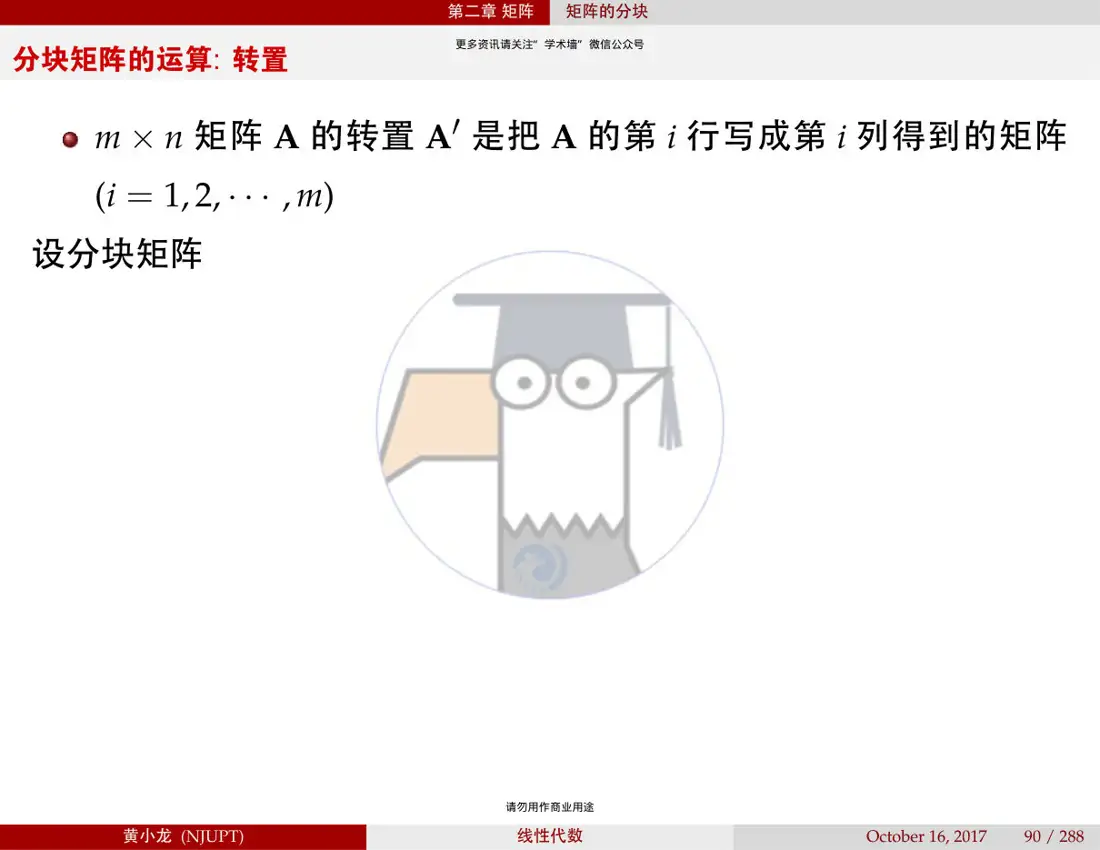 第二章 矩阵 矩阵的分块
更多资讯请关注“学术墙”微信公众号
分块矩阵的运算: 转置
m × n 矩阵 A 的转置 A′ 是把 A 的第 i 行写成第 i 列得到的矩阵
(i = 1, 2, · · · , m)
设分块矩阵
请勿用作商业用途
黄小龙 (NJUPT) 线性代数 October 16, 2017 90 / 288